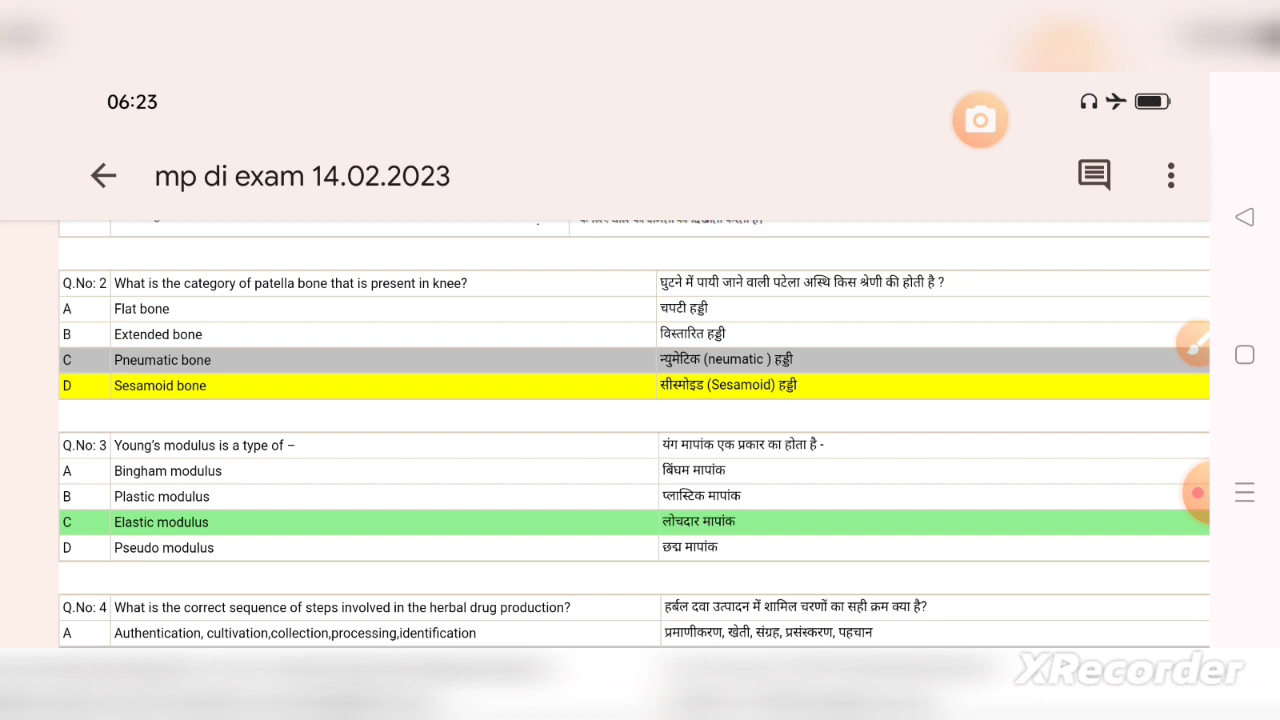 06:23
mp di exam 14.02.2023
Q.No: 2 What is the category of patella bone that is present in knee? घुटने में पायी जाने वाली पटेला अस्थि किस श्रेणी की होती है ?
A Flat bone चपटी हड्डी
B Extended bone विस्तारित हड्डी
C Pneumatic bone न्युमेटिक (neumatic ) हड्डी
D Sesamoid bone सीस्मोइड (Sesamoid) हड्डी
Q.No: 3 Young's modulus is a type of – यंग मापांक एक प्रकार का होता है -
A Bingham modulus बिंघम मापांक
B Plastic modulus प्लास्टिक मापांक
C Elastic modulus लोचदार मापांक
D Pseudo modulus छद्म मापांक
Q.No: 4 What is the correct sequence of steps involved in the herbal drug production? हर्बल दवा उत्पादन में शामिल चरणों का सही क्रम क्या है?
A Authentication, cultivation,collection,processing,identification प्रमाणीकरण, खेती, संग्रह, प्रसंस्करण, पहचान
XRecorder